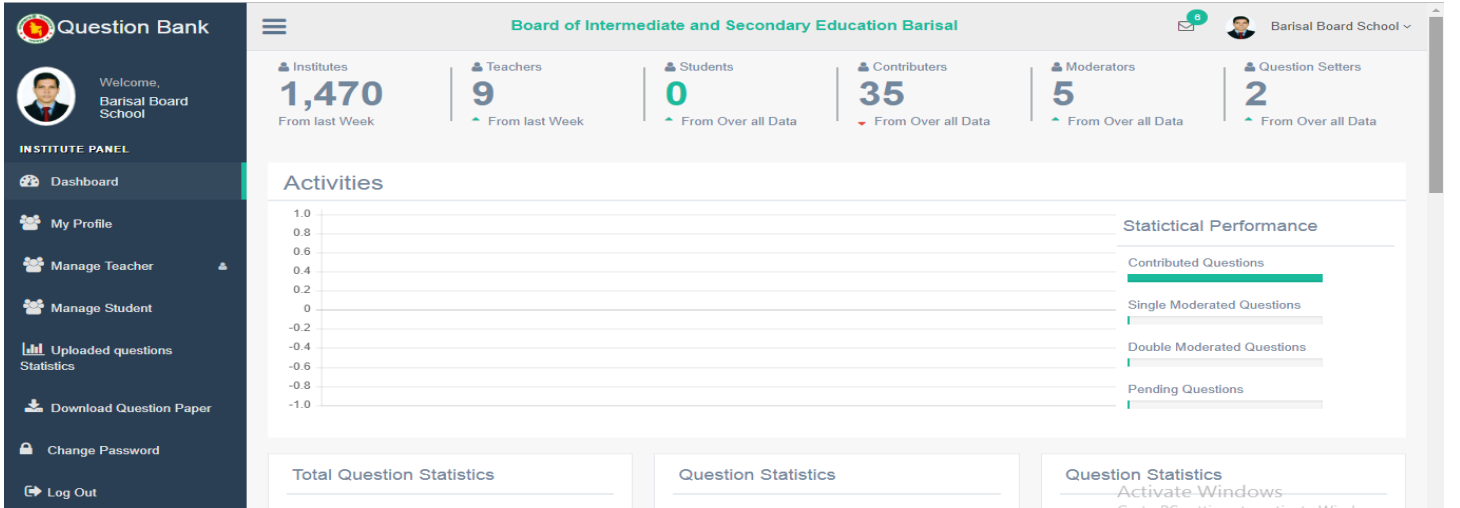 Question Bank
Board of Intermediate and Secondary Education Barisal
6
Barisal Board School
Welcome,
Barisal Board
School
INSTITUTE PANEL
Dashboard
My Profile
Manage Teacher
Manage Student
Uploaded questions
Statistics
Download Question Paper
Change Password
Log Out
Institutes
1,470
From last Week
Teachers
9
From last Week
Students
0
From Over all Data
Contributers
35
From Over all Data
Moderators
5
From Over all Data
Question Setters
2
From Over all Data
Activities
1.0
0.8
0.6
0.4
0.2
0
-0.2
-0.4
-0.6
-0.8
-1.0
Statictical Performance
Contributed Questions
Single Moderated Questions
Double Moderated Questions
Pending Questions
Total Question Statistics
Question Statistics
Question Statistics
Activate Windows